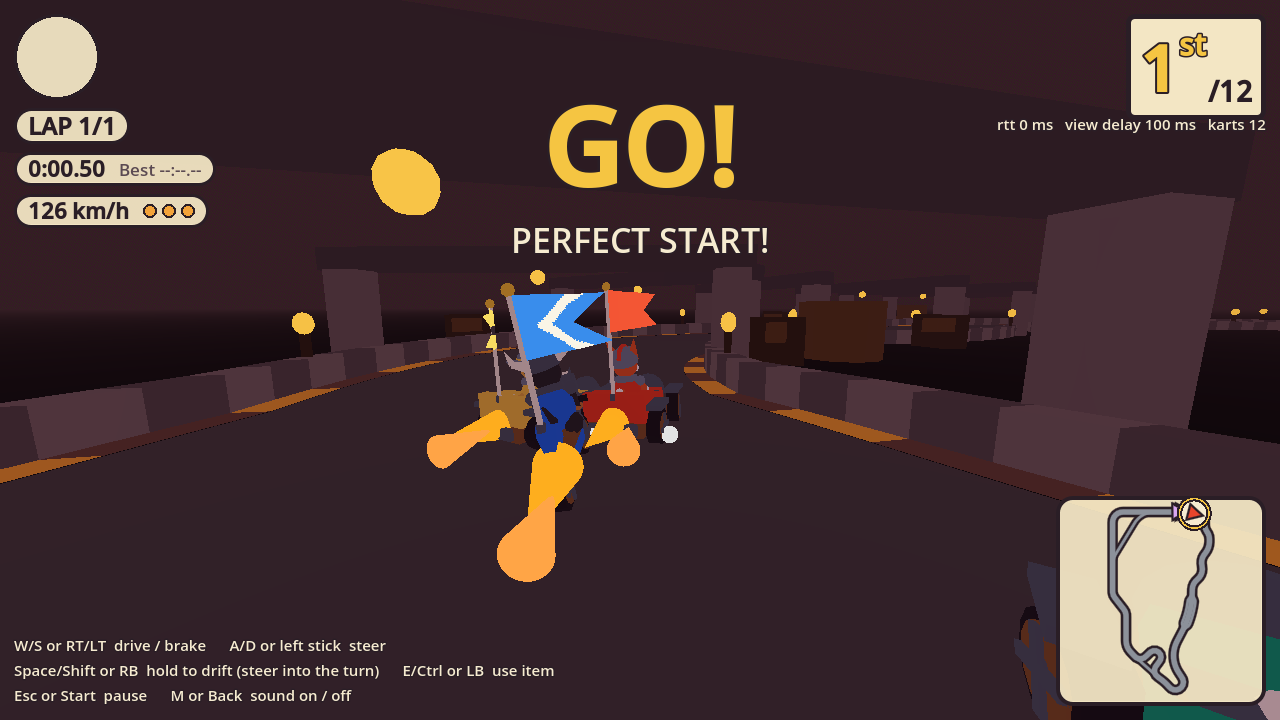 1st
/12
rtt 0 ms view delay 100 ms karts 12
LAP 1/1
0:00.50 Best --:--.--
126 km/h
GO!
PERFECT START!
W/S or RT/LT drive / brake A/D or left stick steer
Space/Shift or RB hold to drift (steer into the turn) E/Ctrl or LB use item
Esc or Start pause M or Back sound on / off